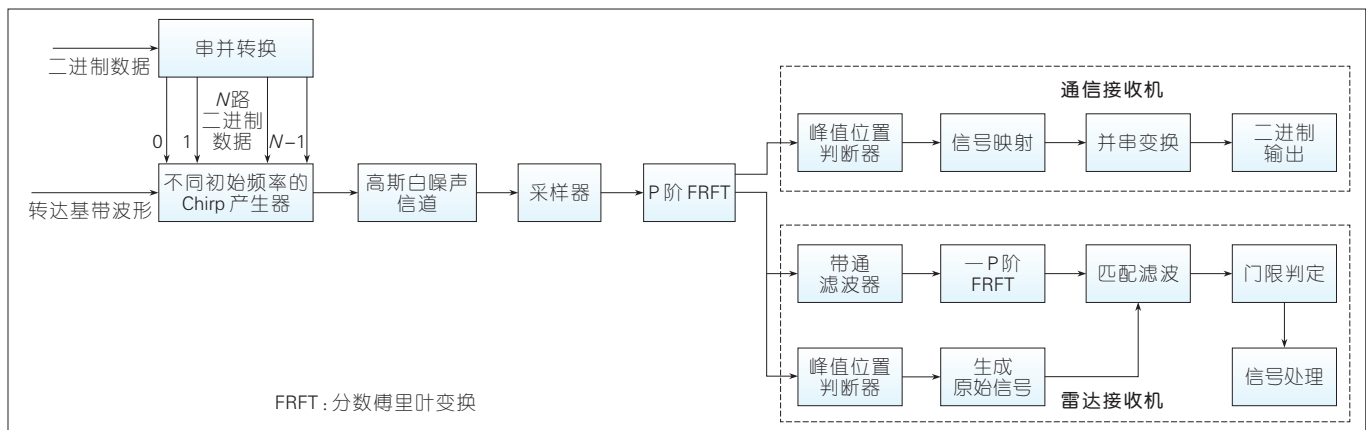 串并转换
二进制数据
N路
二进制
数据
0
1
N-1
转达基带波形
不同初始频率的
Chirp 产生器
高斯白噪声
信道
采样器
P 阶 FRFT
通信接收机
峰值位置
判断器
信号映射
并串变换
二进制
输出
带通
滤波器
—P 阶
FRFT
匹配滤波
门限判定
峰值位置
判断器
生成
原始信号
信号处理
雷达接收机
FRFT：分数傅里叶变换